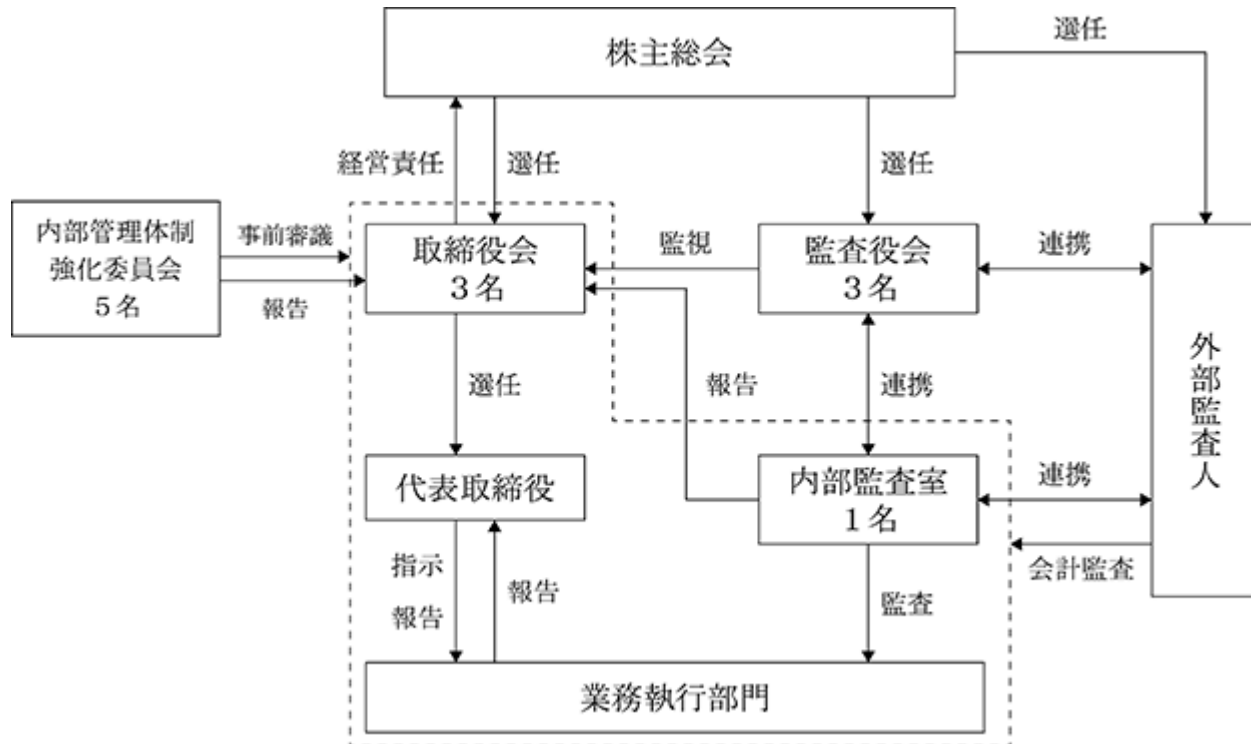 株主総会
選任
経営責任
選任
選任
内部管理体制
強化委員会
5名
事前審議
報告
取締役会
3名
監視
監査役会
3名
連携
外部監査人
選任
報告
連携
代表取締役
内部監査室
1名
連携
会計監査
指示
報告
報告
監査
業務執行部門